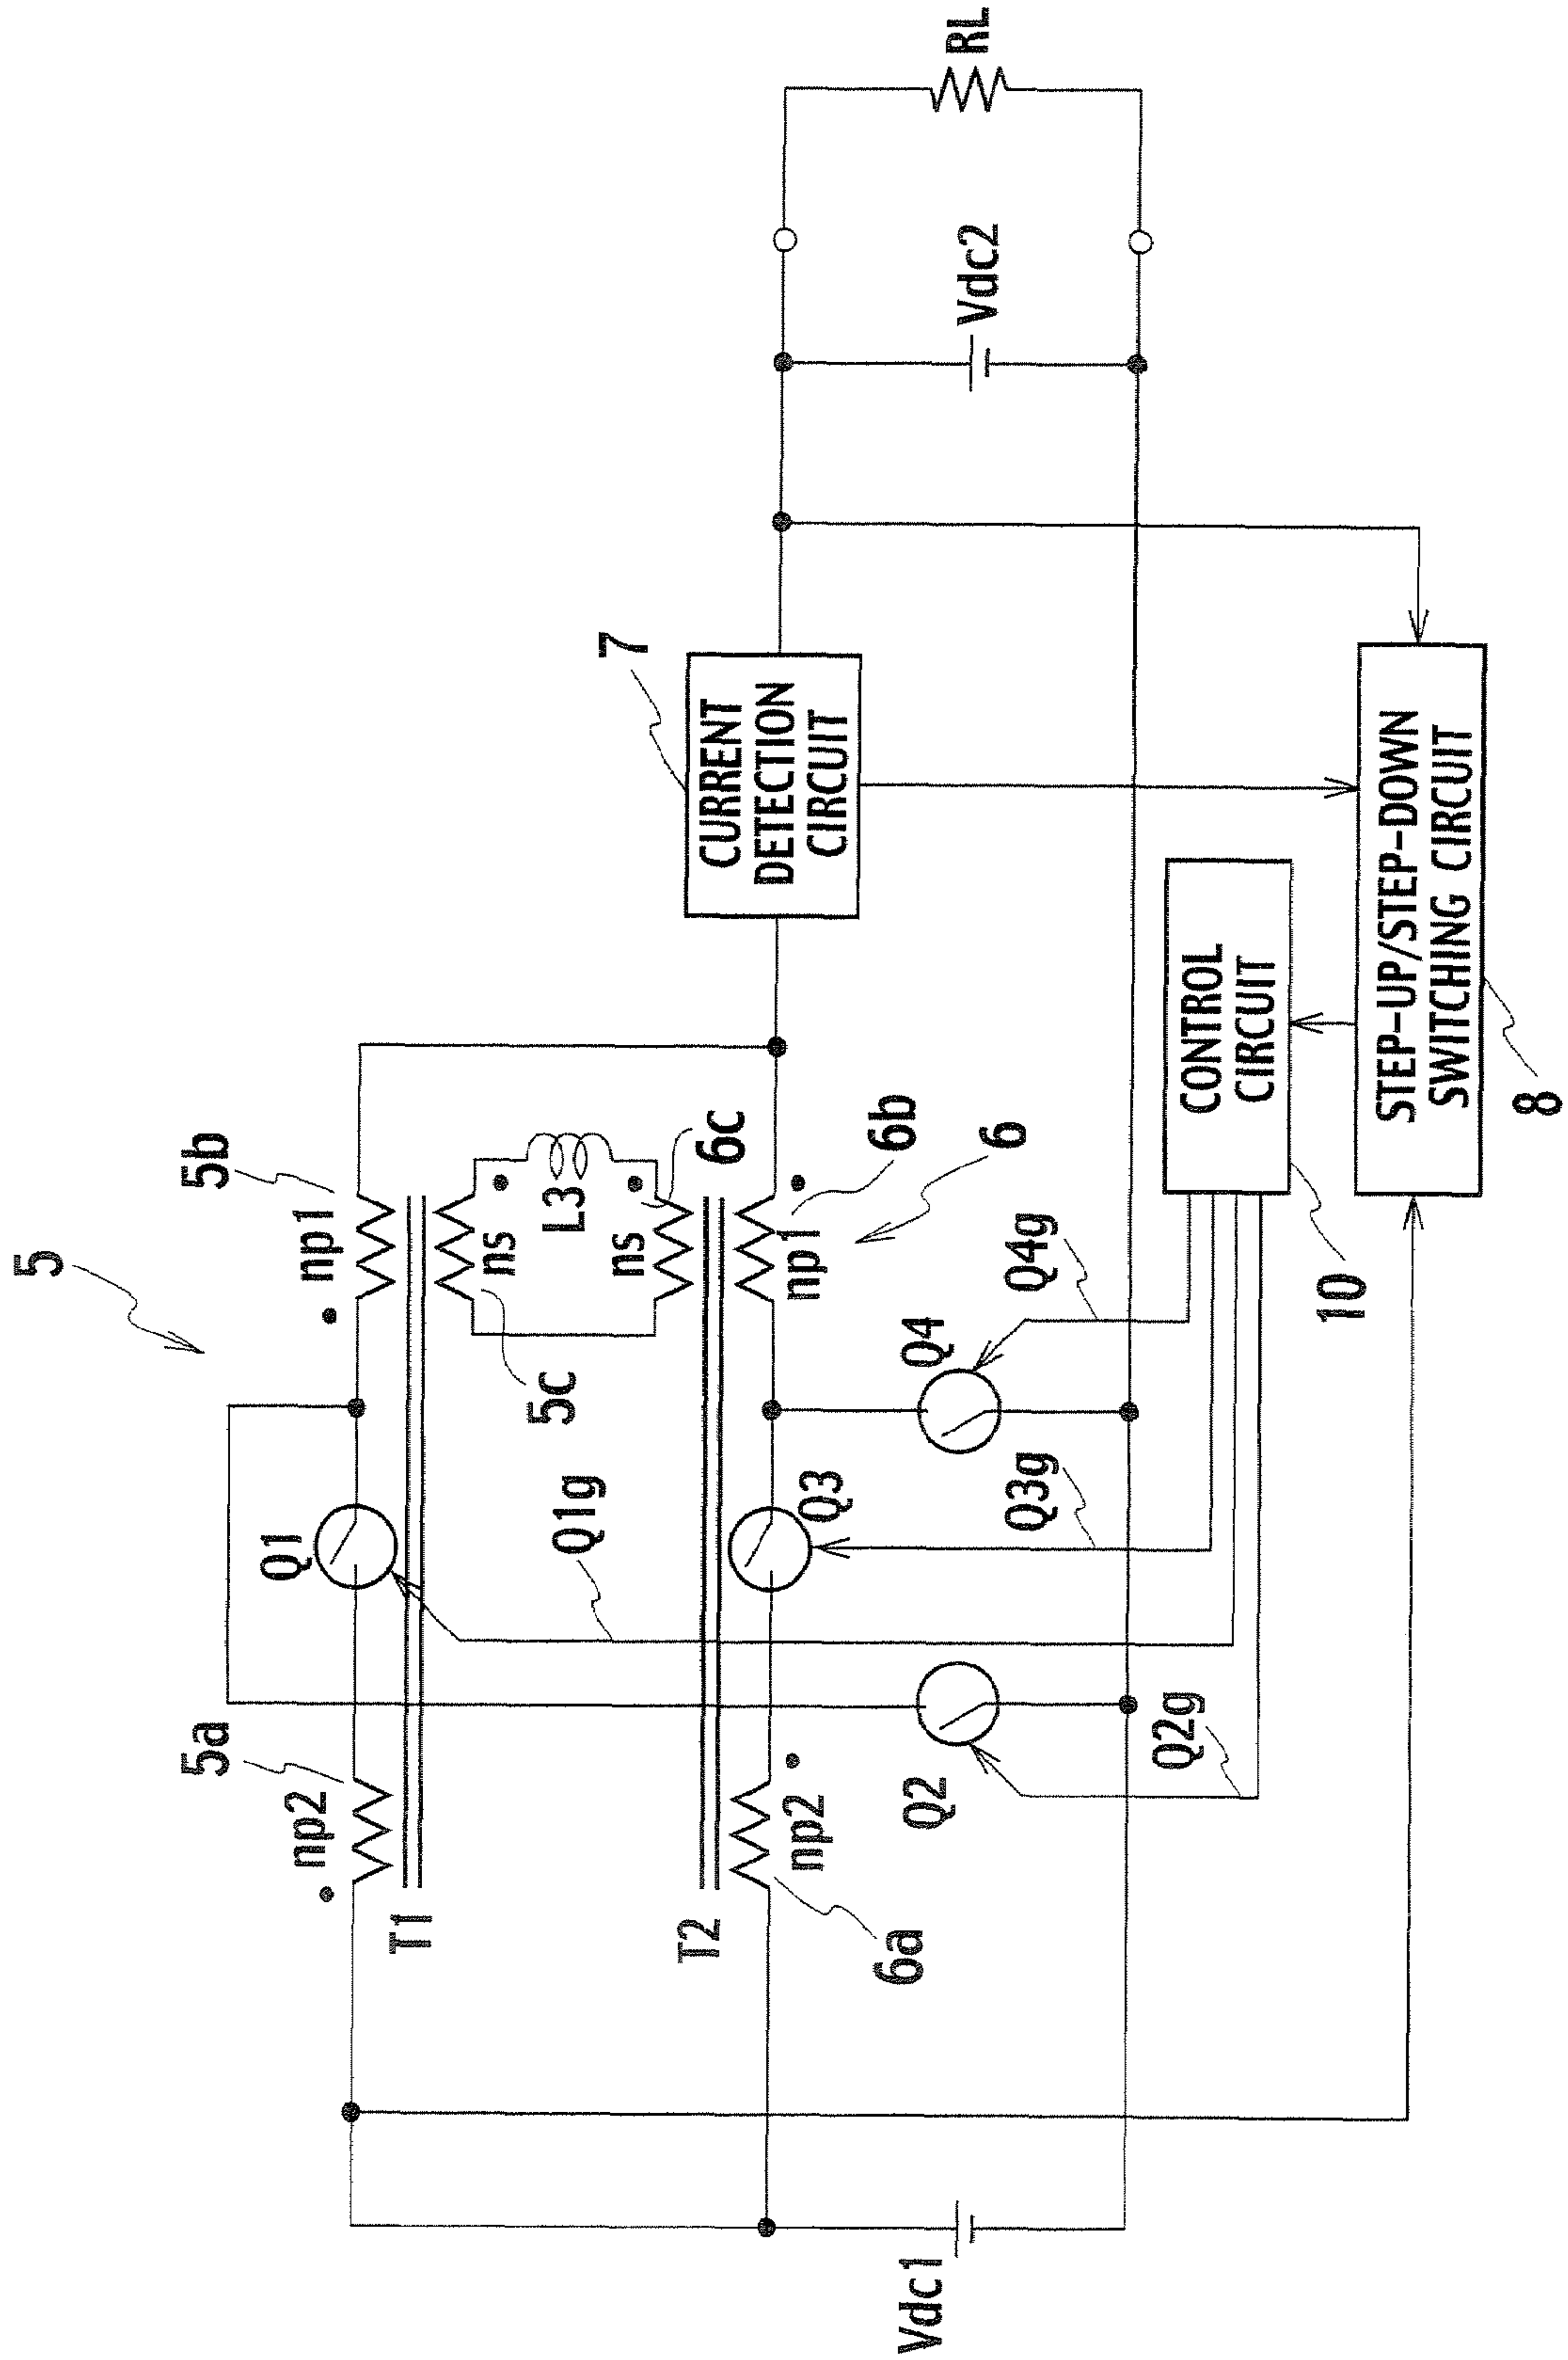 5
5a
5b
np2
Q1
np1
T1
5c
ns
L3
ns
6c
Q1g
T2
np2
6a
Q3
np1
6b
6
7
CURRENT
DETECTION
CIRCUIT
RL
Vdc1
Q2
Q4
Vdc2
Q2g
Q3g
Q4g
CONTROL
CIRCUIT
10
STEP-UP/STEP-DOWN
SWITCHING CIRCUIT
8